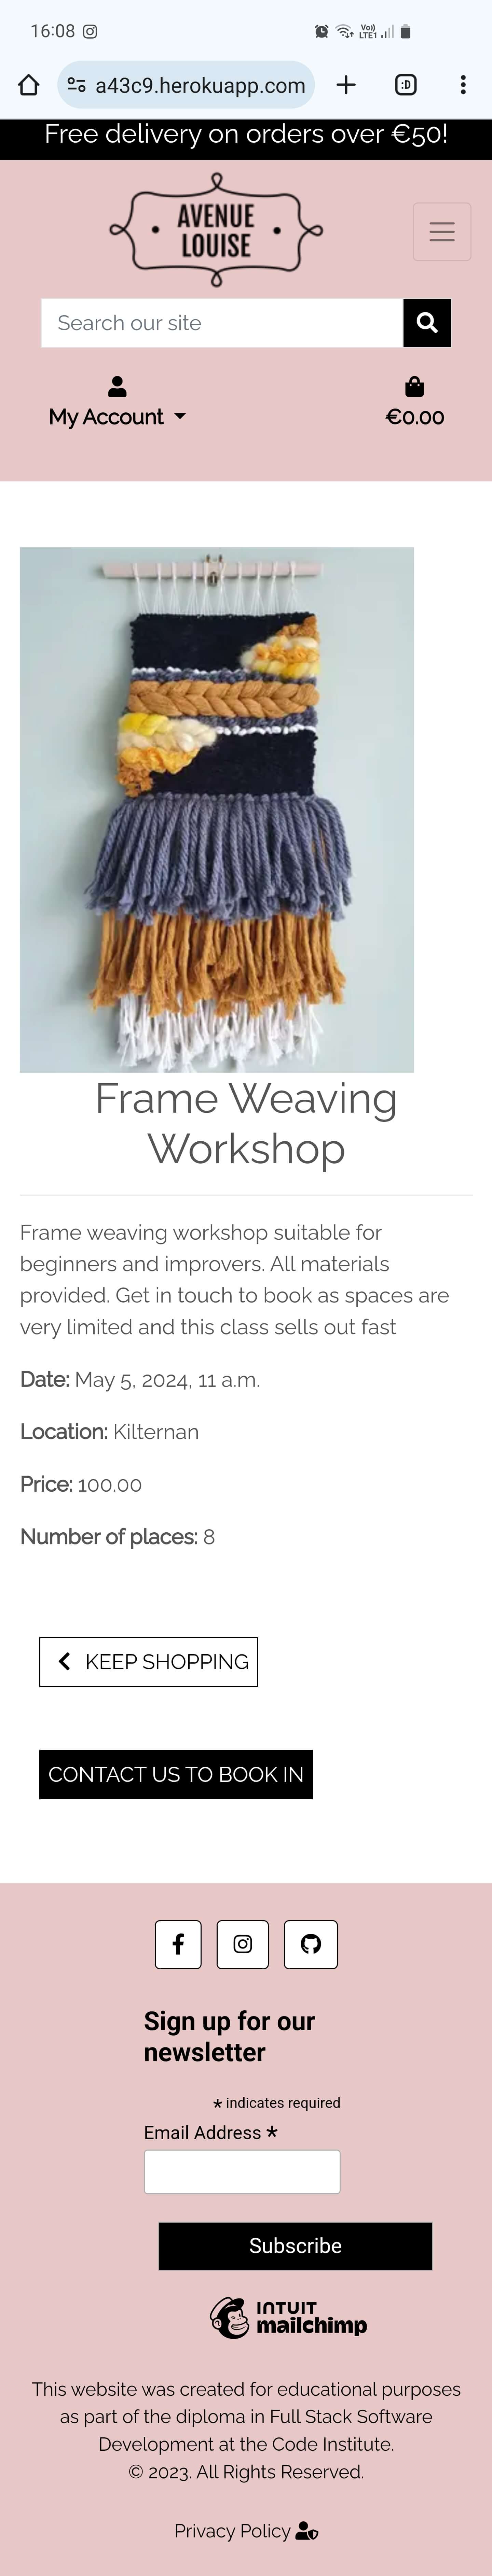 16:08
Vo))
LTE1
a43c9.herokuapp.com
:D
Free delivery on orders over €50!
AVENUE
LOUISE
Search our site
My Account
€0.00
Frame Weaving
Workshop
Frame weaving workshop suitable for
beginners and improvers. All materials
provided. Get in touch to book as spaces are
very limited and this class sells out fast
Date: May 5, 2024, 11 a.m.
Location: Kilternan
Price: 100.00
Number of places: 8
KEEP SHOPPING
CONTACT US TO BOOK IN
Sign up for our
newsletter
* indicates required
Email Address *
Subscribe
INTUIT
mailchimp
This website was created for educational purposes
as part of the diploma in Full Stack Software
Development at the Code Institute.
© 2023. All Rights Reserved.
Privacy Policy